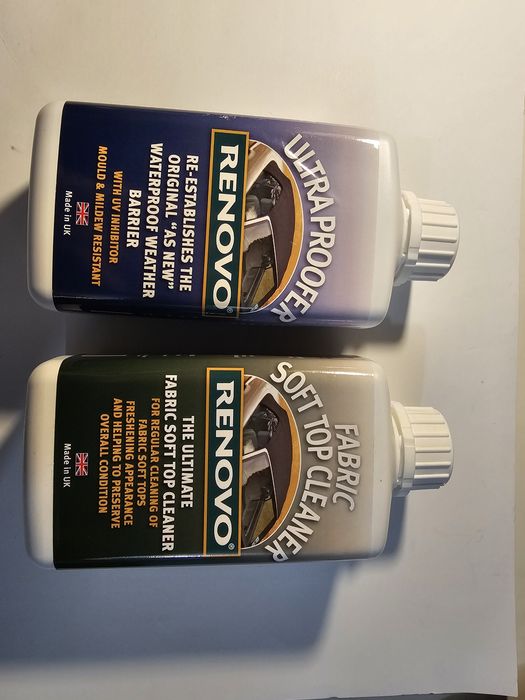 ULTRA PROOFER
RENOVO®
RE-ESTABLISHES THE
ORIGINAL "AS NEW"
WATERPROOF WEATHER
BARRIER
WITH UV INHIBITOR
MOULD & MILDEW RESISTANT
Made in UK
FABRIC
SOFT TOP CLEANER
RENOVO®
THE ULTIMATE
FABRIC SOFT TOP CLEANER
FOR REGULAR CLEANING OF
FABRIC SOFT TOPS
FRESHENING APPEARANCE
AND HELPING TO PRESERVE
OVERALL CONDITION
Made in UK